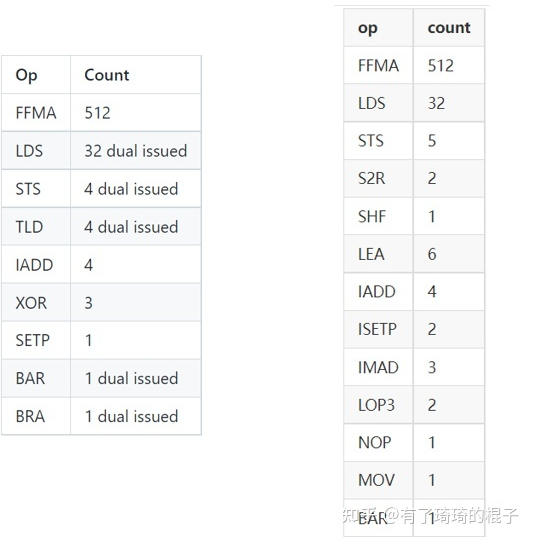 Op Count
FFMA 512
LDS 32 dual issued
STS 4 dual issued
TLD 4 dual issued
IADD 4
XOR 3
SETP 1
BAR 1 dual issued
BRA 1 dual issued
op count
FFMA 512
LDS 32
STS 5
S2R 2
SHF 1
LEA 6
IADD 4
ISETP 2
IMAD 3
LOP3 2
NOP 1
MOV 1
BAR 1
知乎 @有了琦琦的棍子